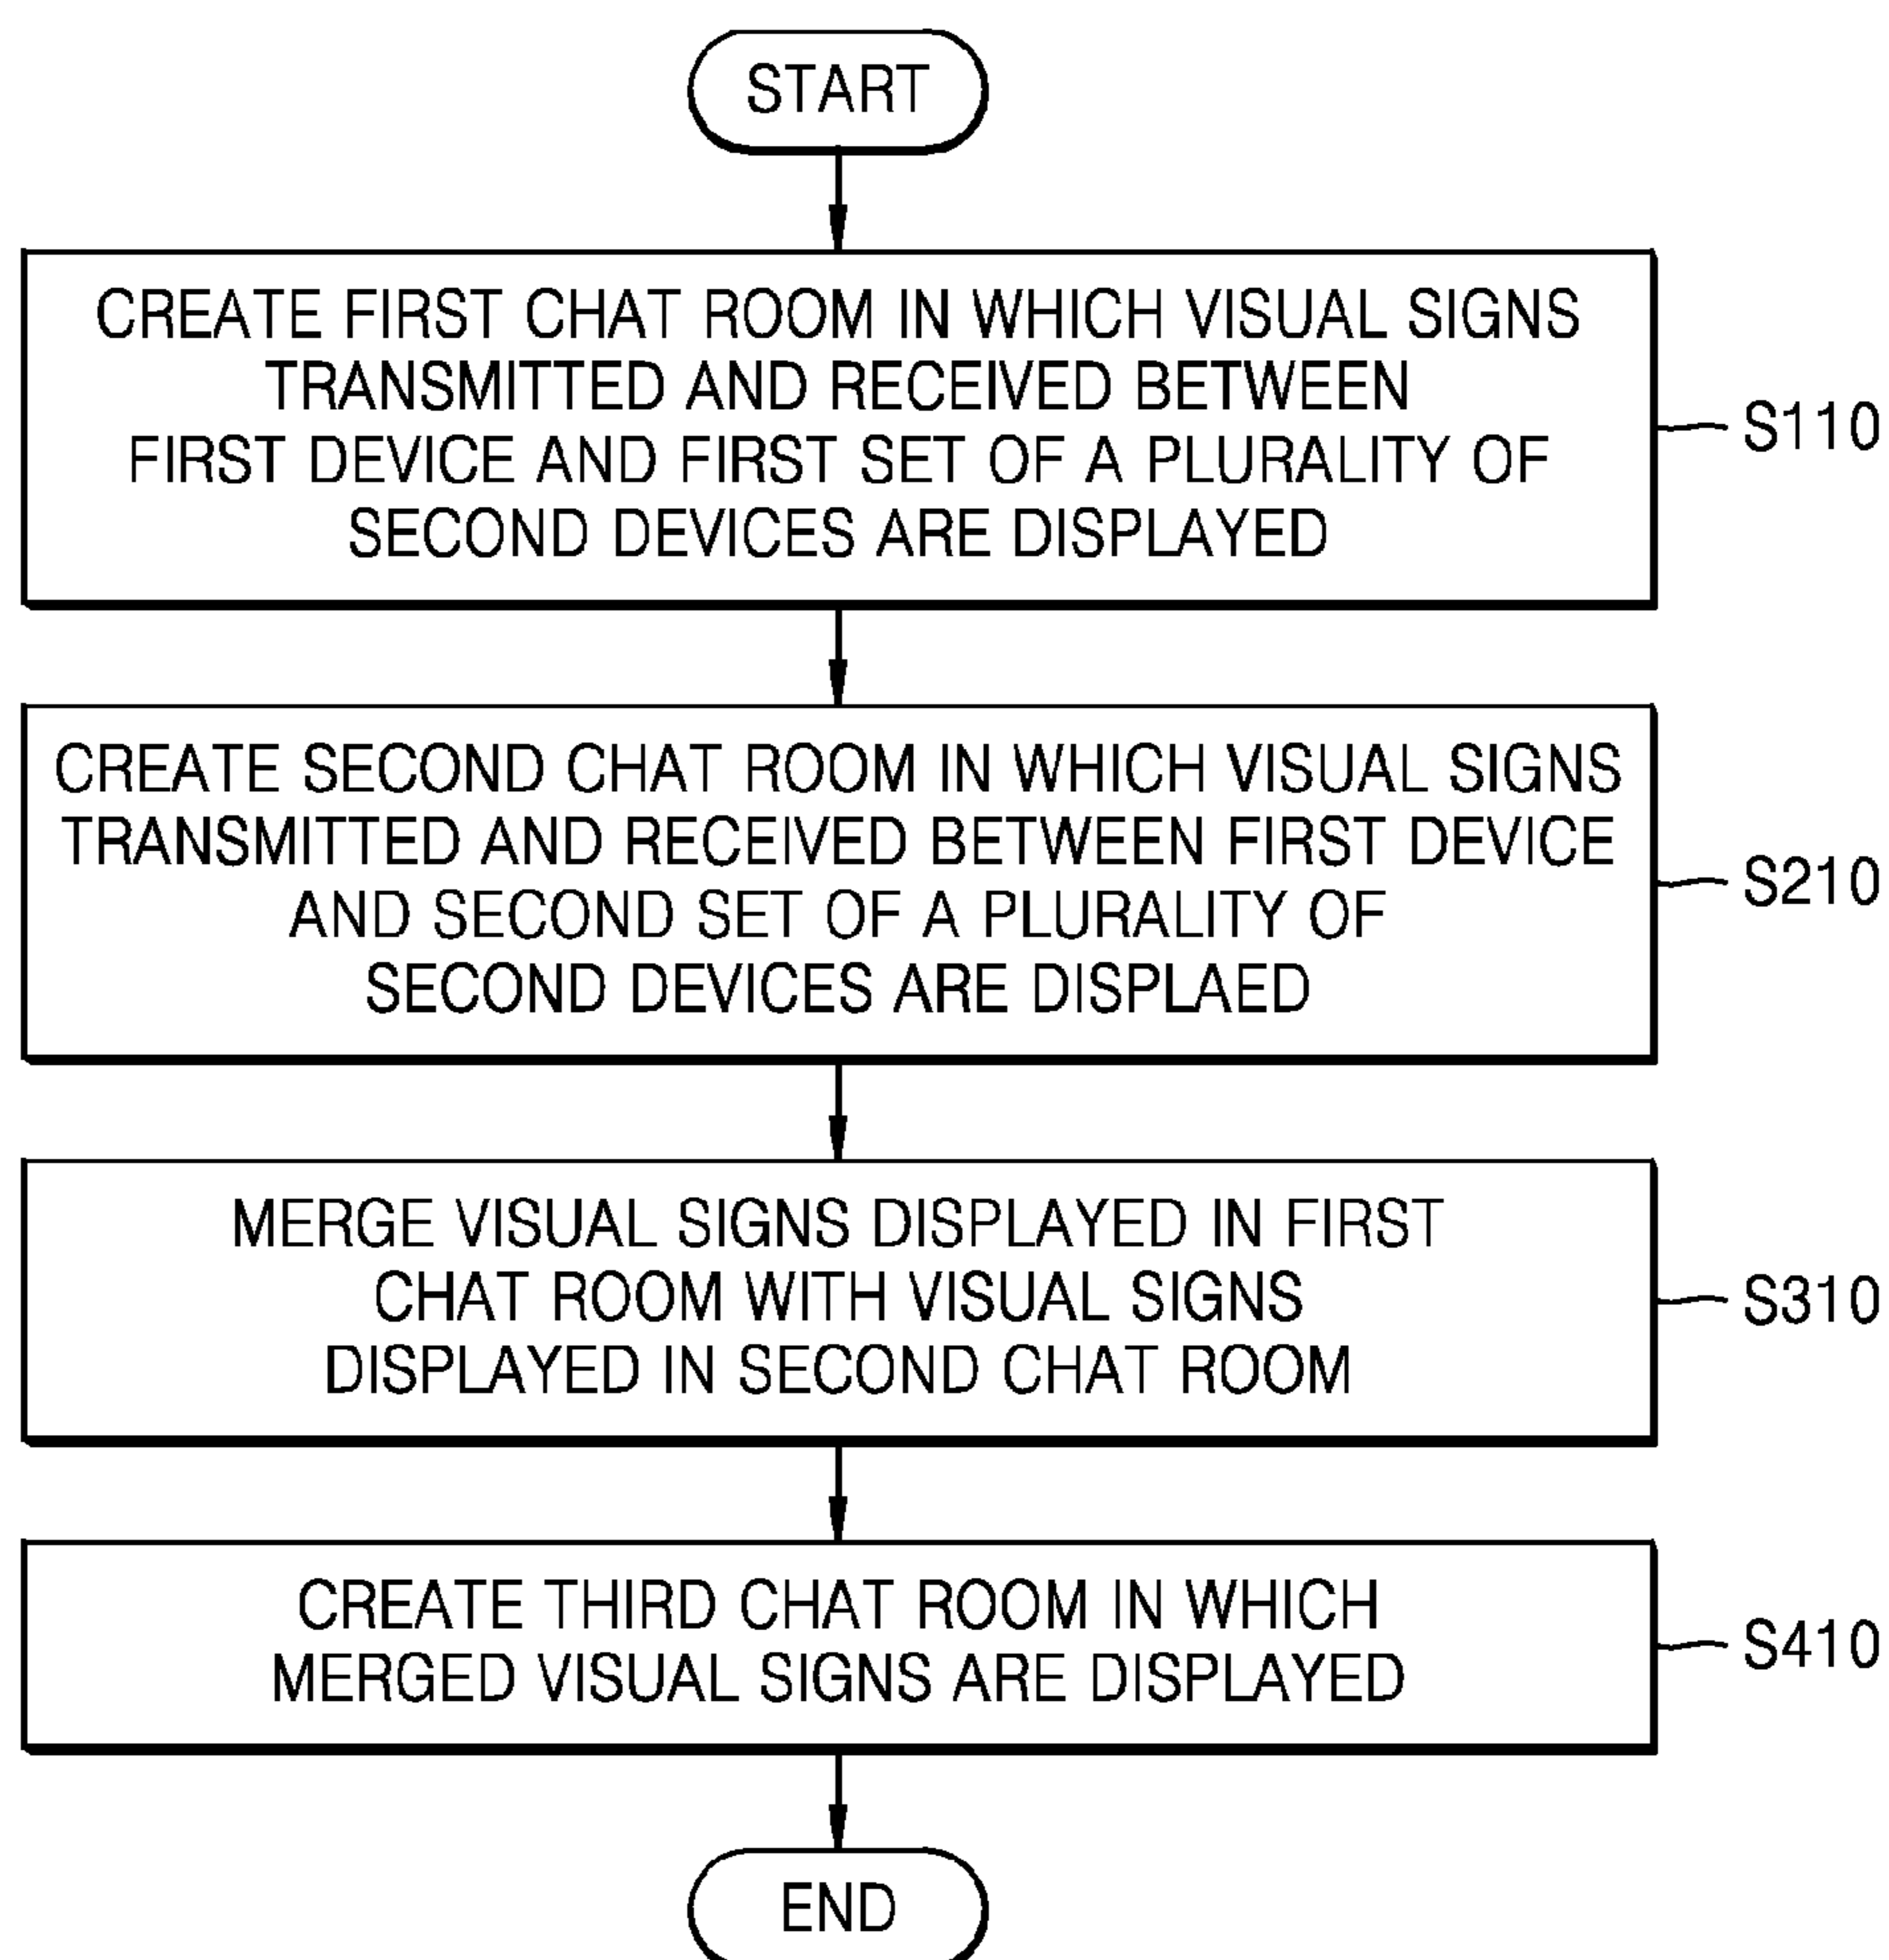 START
CREATE FIRST CHAT ROOM IN WHICH VISUAL SIGNS
TRANSMITTED AND RECEIVED BETWEEN
FIRST DEVICE AND FIRST SET OF A PLURALITY OF
SECOND DEVICES ARE DISPLAYED
S110
CREATE SECOND CHAT ROOM IN WHICH VISUAL SIGNS
TRANSMITTED AND RECEIVED BETWEEN FIRST DEVICE
AND SECOND SET OF A PLURALITY OF
SECOND DEVICES ARE DISPLAED
S210
MERGE VISUAL SIGNS DISPLAYED IN FIRST
CHAT ROOM WITH VISUAL SIGNS
DISPLAYED IN SECOND CHAT ROOM
S310
CREATE THIRD CHAT ROOM IN WHICH
MERGED VISUAL SIGNS ARE DISPLAYED
S410
END